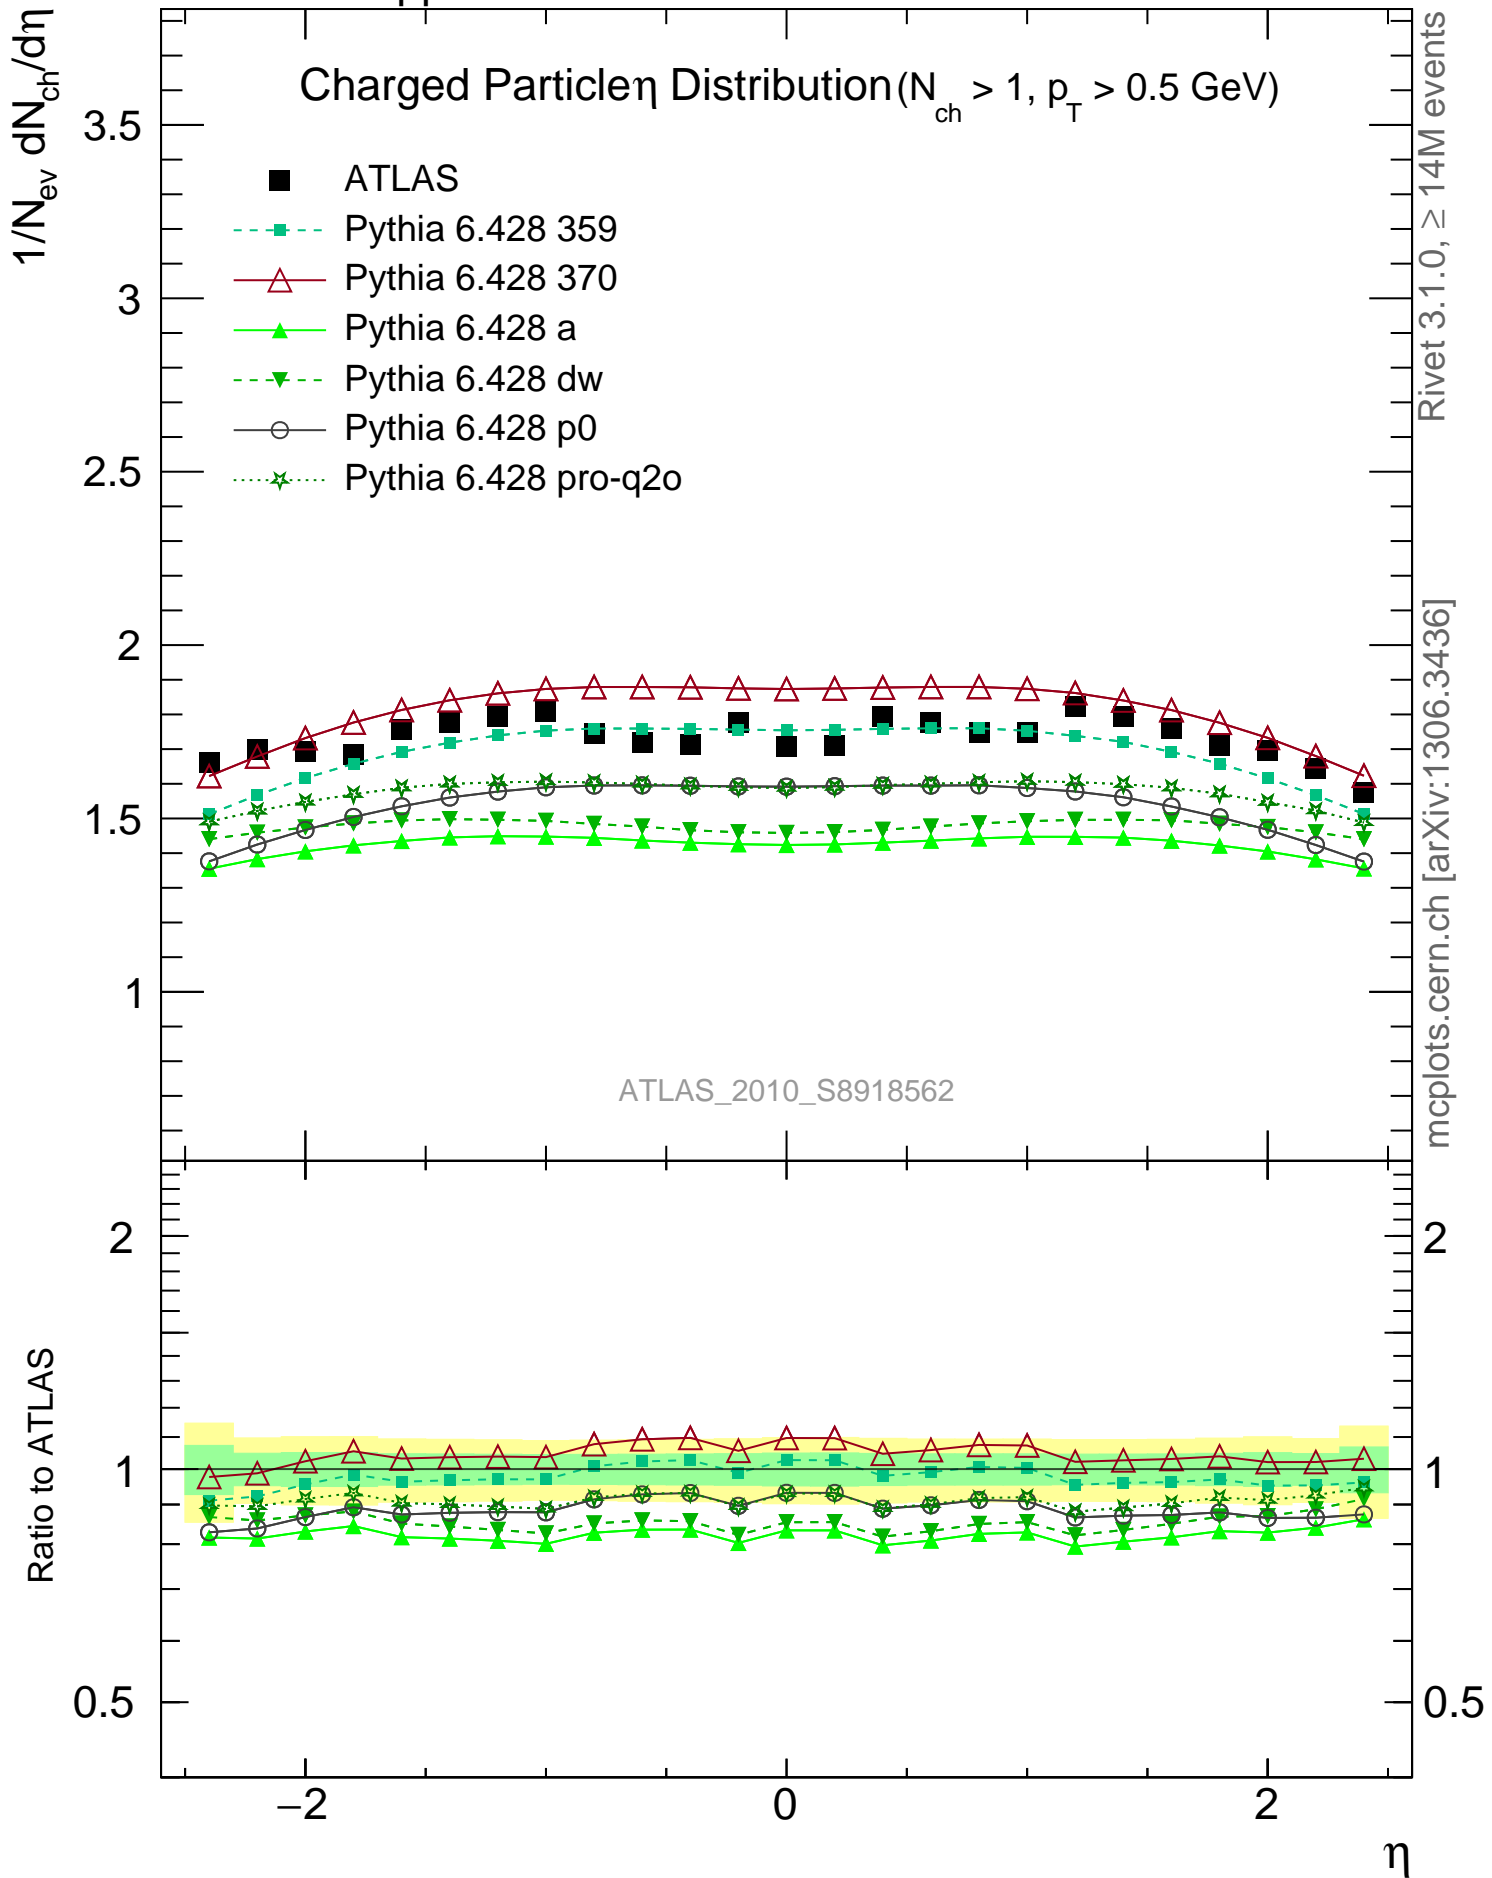 pp
1/N_ev dN_ch/dη
Charged Particleη Distribution (N_ch > 1, p_T > 0.5 GeV)
3.5
3
2.5
2
1.5
1
ATLAS
Pythia 6.428 359
Pythia 6.428 370
Pythia 6.428 a
Pythia 6.428 dw
Pythia 6.428 p0
Pythia 6.428 pro-q2o
ATLAS_2010_S8918562
Rivet 3.1.0, ≥ 14M events
mcplots.cern.ch [arXiv:1306.3436]
Ratio to ATLAS
2
1
0.5
2
1
0.5
−2
0
2
η